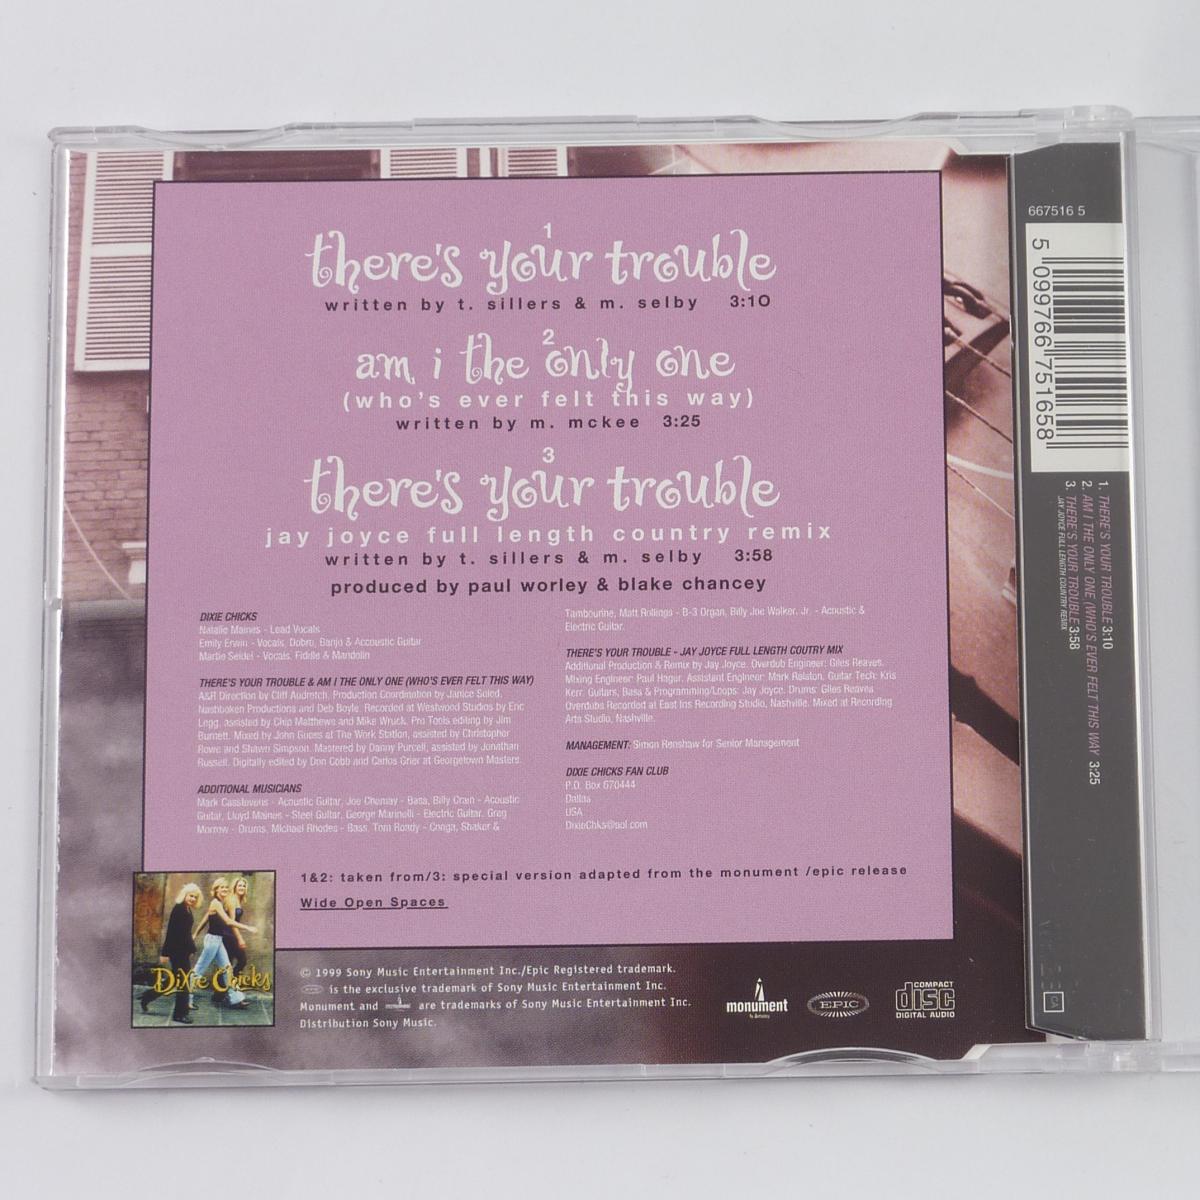 1
there's your trouble
written by t. sillers & m. selby 3:10
2
am i the only one
(who's ever felt this way)
written by m. mckee 3:25
3
there's your trouble
jay joyce full length country remix
written by t. sillers & m. selby 3:58
produced by paul worley & blake chancey
DIXIE CHICKS
Natalie Maines - Lead Vocals
Emily Erwin - Vocals, Dobro, Banjo & Accoustic Guitar
Martie Seidel - Vocals, Fiddle & Mandolin
THERE'S YOUR TROUBLE & AM I THE ONLY ONE (WHO'S EVER FELT THIS WAY)
A&R Direction by Cliff Audretch, Production Coordination by Janice Soled,
Nashboken Productions and Deb Boyle. Recorded at Westwood Studios by Eric
Legg, assisted by Chip Matthews and Mike Wruck. Pro Tools editing by Jim
Burnett. Mixed by John Guess at The Work Station, assisted by Christopher
Rowe and Shawn Simpson. Mastered by Danny Purcell, assisted by Jonathan
Russell. Digitally edited by Don Cobb and Carlos Grier at Georgetown Masters.
ADDITIONAL MUSICIANS
Mark Casstevens - Acoustic Guitar, Joe Chemay - Bass, Billy Crain - Acoustic
Guitar, Lloyd Maines - Steel Guitar, George Marinelli - Electric Guitar, Greg
Morrow - Drums, Michael Rhodes - Bass, Tom Roady - Conga, Shaker &
Tambourine, Matt Rollings - B-3 Organ, Billy Joe Walker, Jr. - Acoustic &
Electric Guitar.
THERE'S YOUR TROUBLE - JAY JOYCE FULL LENGTH COUTRY MIX
Additional Production & Remix by Jay Joyce. Overdub Engineer: Giles Reaves.
Mixing Engineer: Paul Hager. Assistant Engineer: Mark Ralston. Guitar Tech: Kris
Kerr. Guitars, Bass & Programming/Loops: Jay Joyce. Drums: Giles Reaves
Overdubs Recorded at East Iris Recording Studio, Nashville. Mixed at Recording
Arts Studio, Nashville.
MANAGEMENT: Simon Renshaw for Senior Management
DIXIE CHICKS FAN CLUB
P.O. Box 670444
Dallas
USA
DixieChks@aol.com
1&2: taken from/3: special version adapted from the monument /epic release
Wide Open Spaces
Dixie Chicks
© 1999 Sony Music Entertainment Inc./Epic Registered trademark.
is the exclusive trademark of Sony Music Entertainment Inc.
Monument and are trademarks of Sony Music Entertainment Inc.
Distribution Sony Music.
monument
EPIC
COMPACT
disc
DIGITAL AUDIO
667516 5
5 099766 751658
1. THERE'S YOUR TROUBLE 3:10
2. AM I THE ONLY ONE (WHO'S EVER FELT THIS WAY 3:25
3. THERE'S YOUR TROUBLE 3:58
JAY JOYCE FULL LENGTH COUNTRY REMIX
CA